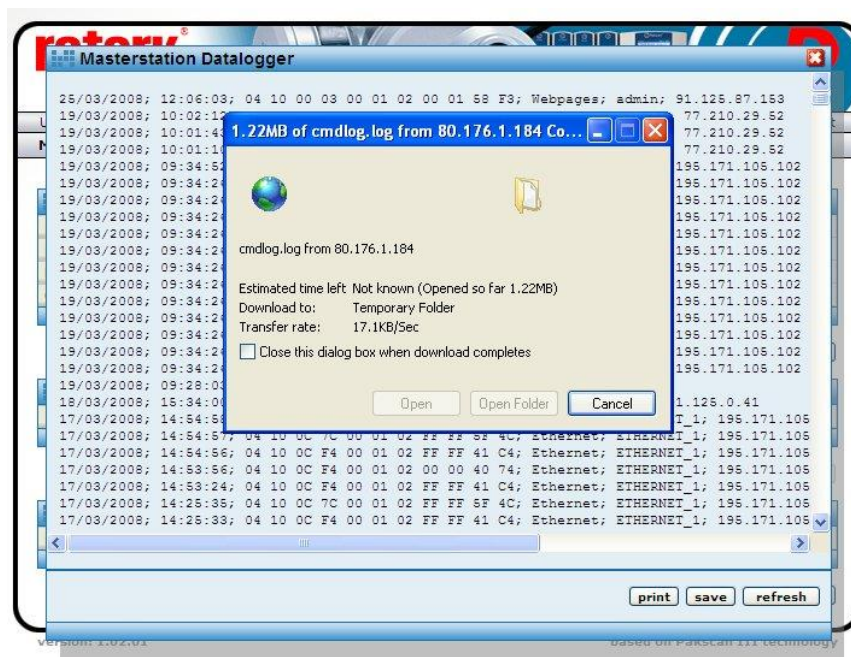 rotork®
Masterstation Datalogger
25/03/2008; 12:06:03; 04 10 00 03 00 01 02 00 01 58 F3; Webpages; admin; 91.125.87.153
19/03/2008; 10:02:12 77.210.29.52
19/03/2008; 10:01:43 77.210.29.52
19/03/2008; 10:01:10 77.210.29.52
1.22MB of cmdlog.log from 80.176.1.184 Co...
19/03/2008; 09:34:52 195.171.105.102
19/03/2008; 09:34:26 195.171.105.102
19/03/2008; 09:34:26 195.171.105.102
19/03/2008; 09:34:26 195.171.105.102
19/03/2008; 09:34:26 195.171.105.102
19/03/2008; 09:34:26 195.171.105.102
19/03/2008; 09:34:26 195.171.105.102
19/03/2008; 09:34:26 195.171.105.102
19/03/2008; 09:34:26 195.171.105.102
19/03/2008; 09:34:26 195.171.105.102
19/03/2008; 09:34:26 195.171.105.102
19/03/2008; 09:34:26 195.171.105.102
19/03/2008; 09:34:26 195.171.105.102
19/03/2008; 09:28:03
cmdlog.log from 80.176.1.184
Estimated time left Not known (Opened so far 1.22MB)
Download to: Temporary Folder
Transfer rate: 17.1KB/Sec
Close this dialog box when download completes
Open Open Folder Cancel
18/03/2008; 15:34:00 1.125.0.41
17/03/2008; 14:54:58 T_1; 195.171.105
17/03/2008; 14:54:57; 04 10 0C 7C 00 01 02 FF FF 5F 4C; Ethernet; ETHERNET_1; 195.171.105
17/03/2008; 14:54:56; 04 10 0C F4 00 01 02 FF FF 41 C4; Ethernet; ETHERNET_1; 195.171.105
17/03/2008; 14:53:56; 04 10 0C F4 00 01 02 00 00 40 74; Ethernet; ETHERNET_1; 195.171.105
17/03/2008; 14:53:24; 04 10 0C F4 00 01 02 FF FF 41 C4; Ethernet; ETHERNET_1; 195.171.105
17/03/2008; 14:25:35; 04 10 0C 7C 00 01 02 FF FF 5F 4C; Ethernet; ETHERNET_1; 195.171.105
17/03/2008; 14:25:33; 04 10 0C F4 00 01 02 FF FF 41 C4; Ethernet; ETHERNET_1; 195.171.105
print save refresh
version: 1.02.01 Based on Pakscan III technology